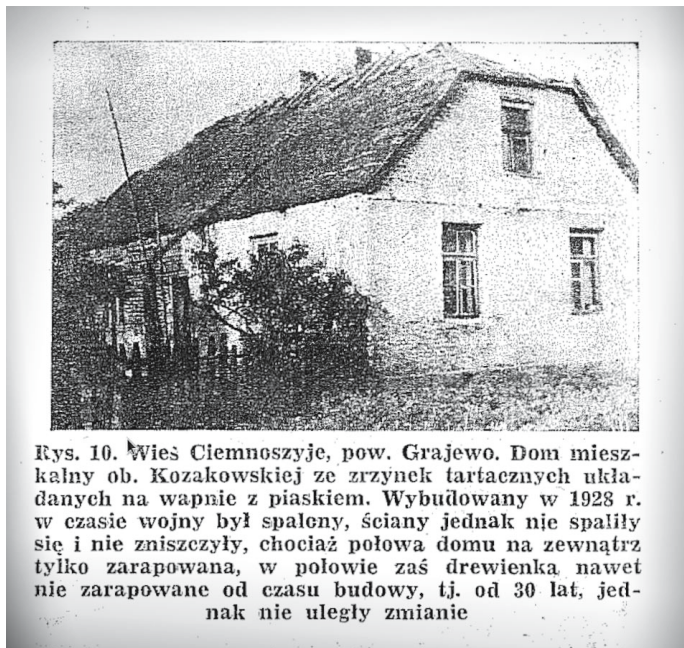 Rys. 10. Wieś Ciemnoszyje, pow. Grajewo. Dom miesz-
kalny ob. Kozakowskiej ze zrzynek tartacznych ukła-
danych na wapnie z piaskiem. Wybudowany w 1928 r.
w czasie wojny był spalony, ściany jednak nie spaliły
się i nie zniszczyły, chociaż połowa domu na zewnątrz
tylko zarapowana, w połowie zaś drewienka nawet
nie zarapowane od czasu budowy, tj. od 30 lat, jed-
nak nie uległy zmianie